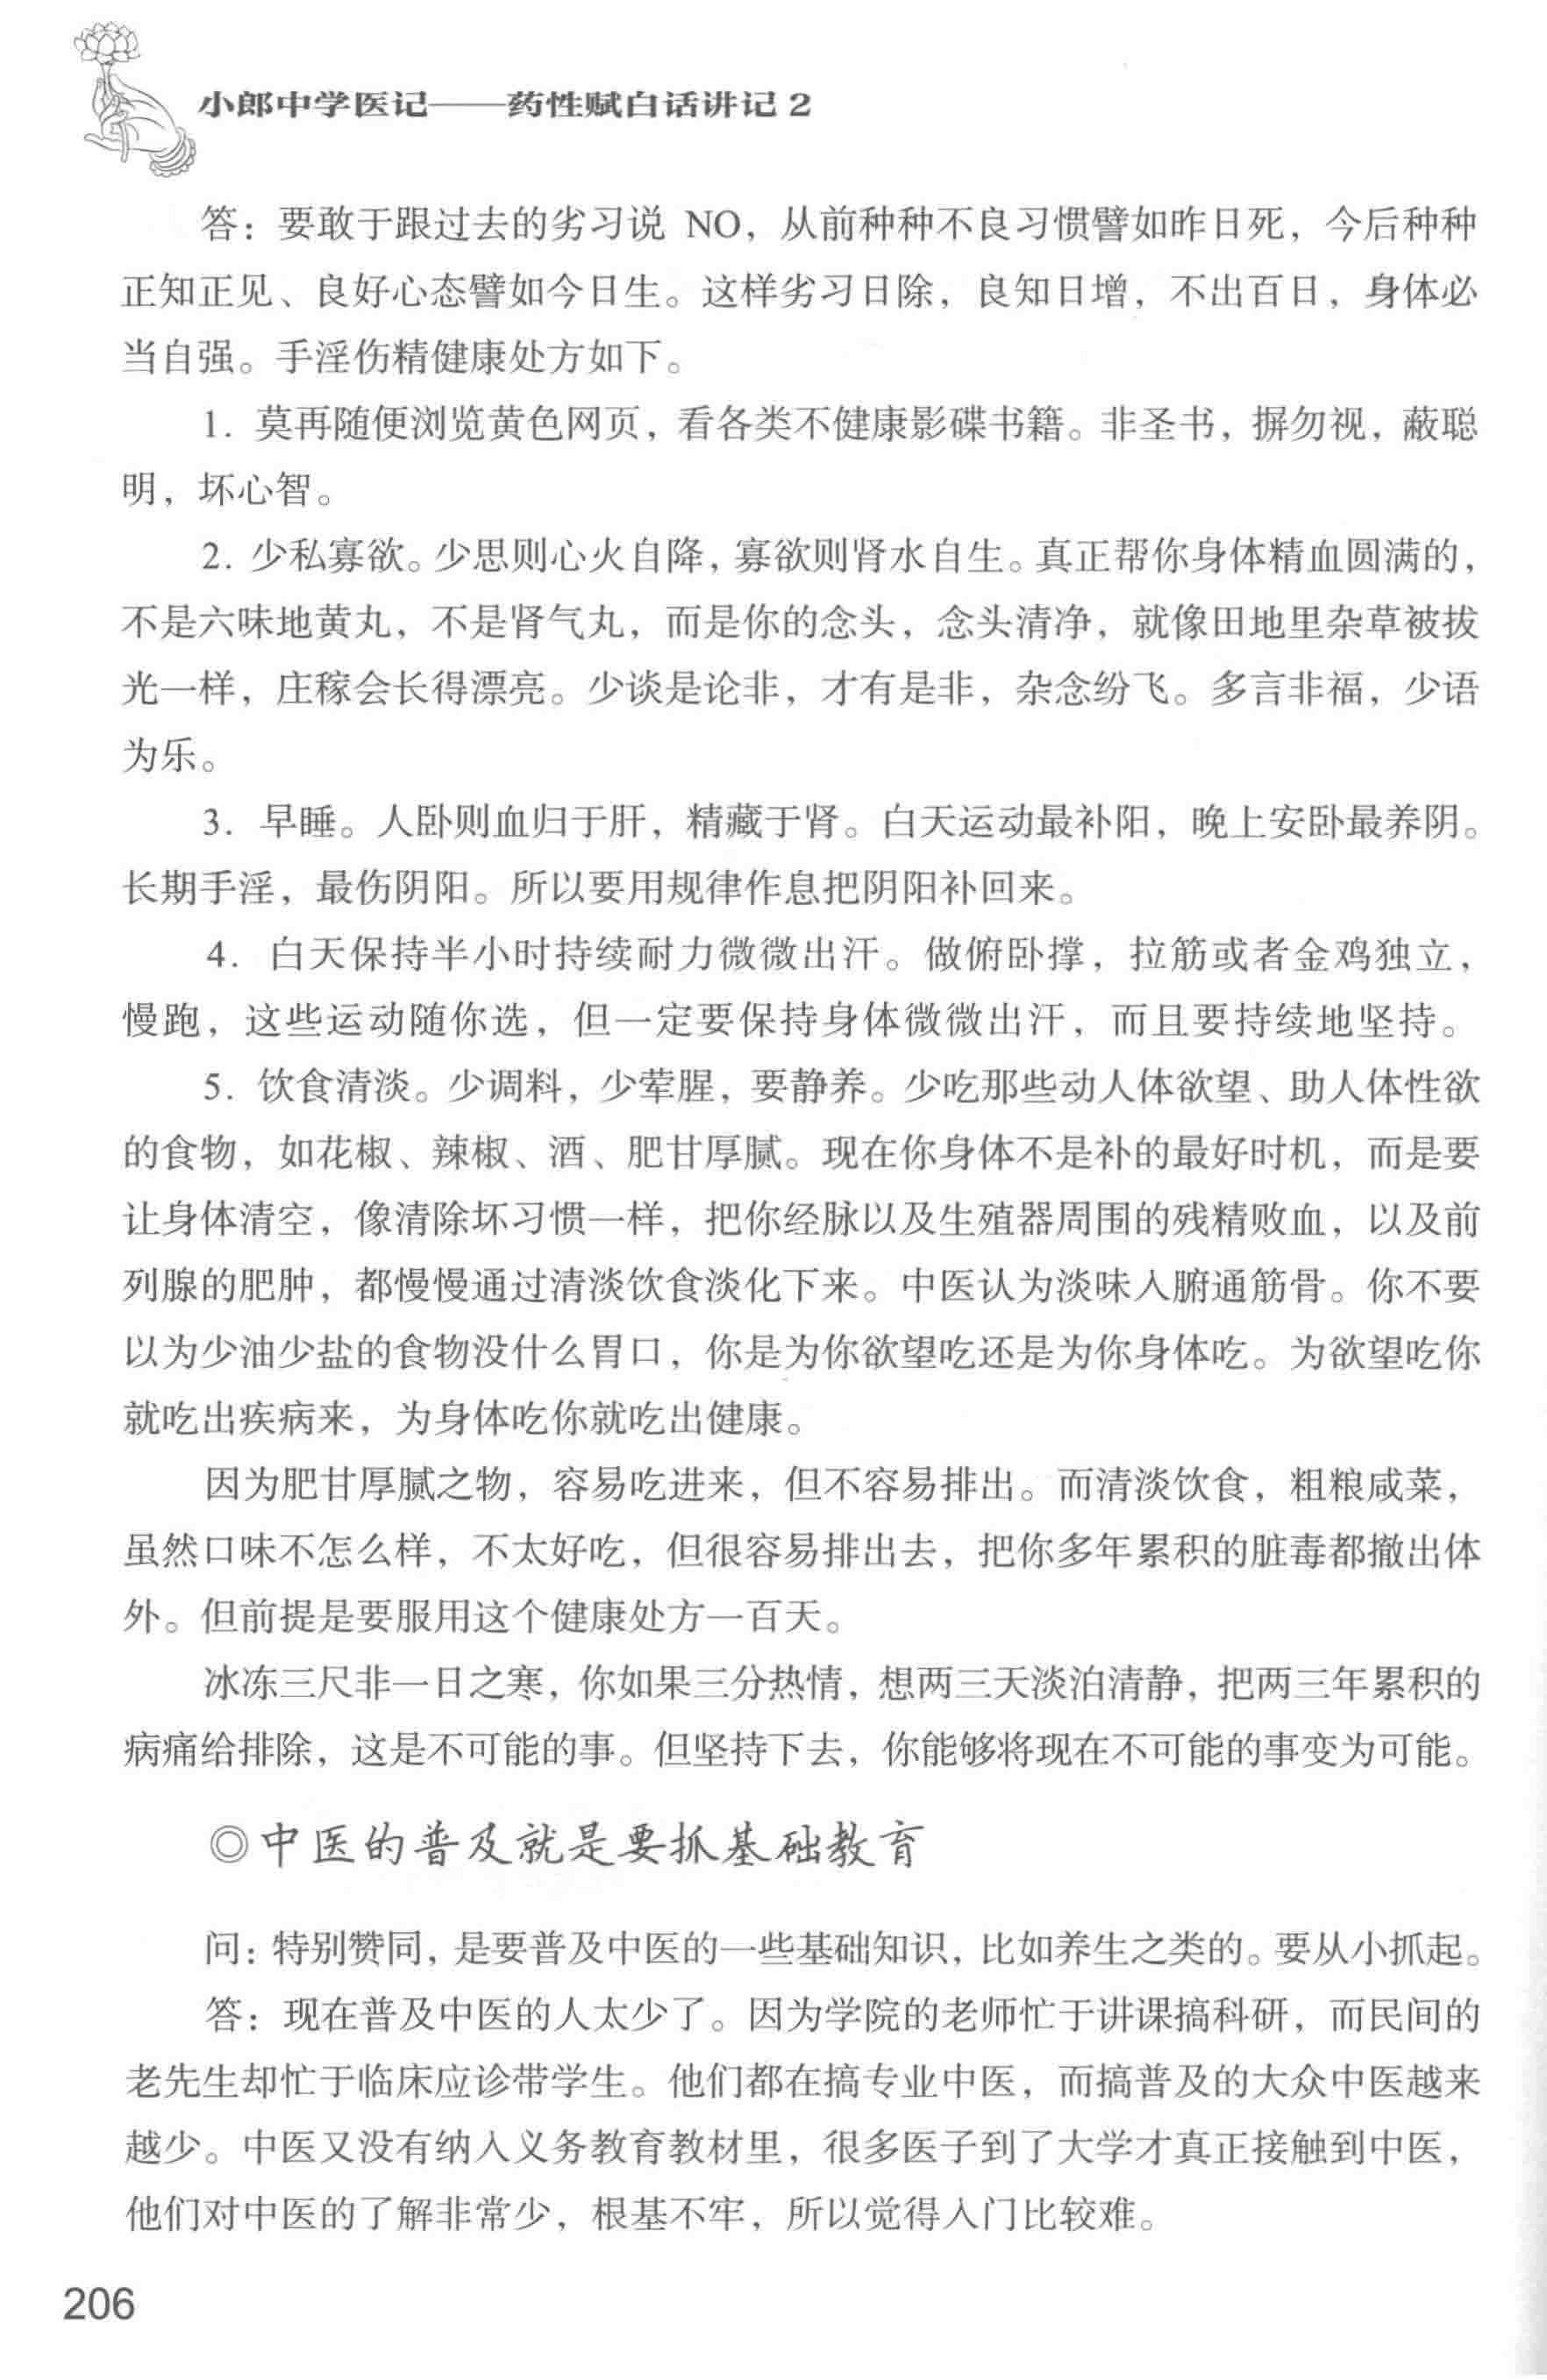 小郎中学医记——药性赋白话讲记2
答：要敢于跟过去的劣习说 NO，从前种种不良习惯譬如昨日死，今后种种
正知正见、良好心态譬如今日生。这样劣习日除，良知日增，不出百日，身体必
当自强。手淫伤精健康处方如下。
1. 莫再随便浏览黄色网页，看各类不健康影碟书籍。非圣书，摒勿视，蔽聪
明，坏心智。
2. 少私寡欲。少思则心火自降，寡欲则肾水自生。真正帮你身体精血圆满的，
不是六味地黄丸，不是肾气丸，而是你的念头，念头清净，就像田地里杂草被拔
光一样，庄稼会长得漂亮。少谈是论非，才有是非，杂念纷飞。多言非福，少语
为乐。
3. 早睡。人卧则血归于肝，精藏于肾。白天运动最补阳，晚上安卧最养阴。
长期手淫，最伤阴阳。所以要用规律作息把阴阳补回来。
4. 白天保持半小时持续耐力微微出汗。做俯卧撑，拉筋或者金鸡独立，
慢跑，这些运动随你选，但一定要保持身体微微出汗，而且要持续地坚持。
5. 饮食清淡。少调料，少荤腥，要静养。少吃那些动人体欲望、助人体性欲
的食物，如花椒、辣椒、酒、肥甘厚腻。现在你身体不是补的最好时机，而是要
让身体清空，像清除坏习惯一样，把你经脉以及生殖器周围的残精败血，以及前
列腺的肥肿，都慢慢通过清淡饮食淡化下来。中医认为淡味入腑通筋骨。你不要
以为少油少盐的食物没什么胃口，你是为你欲望吃还是为你身体吃。为欲望吃你
就吃出疾病来，为身体吃你就吃出健康。
因为肥甘厚腻之物，容易吃进来，但不容易排出。而清淡饮食，粗粮咸菜，
虽然口味不怎么样，不太好吃，但很容易排出去，把你多年累积的脏毒都撤出体
外。但前提是要服用这个健康处方一百天。
冰冻三尺非一日之寒，你如果三分热情，想两三天淡泊清静，把两三年累积的
病痛给排除，这是不可能的事。但坚持下去，你能够将现在不可能的事变为可能。
◎中医的普及就是要抓基础教育
问：特别赞同，是要普及中医的一些基础知识，比如养生之类的。要从小抓起。
答：现在普及中医的人太少了。因为学院的老师忙于讲课搞科研，而民间的
老先生却忙于临床应诊带学生。他们都在搞专业中医，而搞普及的大众中医越来
越少。中医又没有纳入义务教育教材里，很多医子到了大学才真正接触到中医，
他们对中医的了解非常少，根基不牢，所以觉得入门比较难。
206